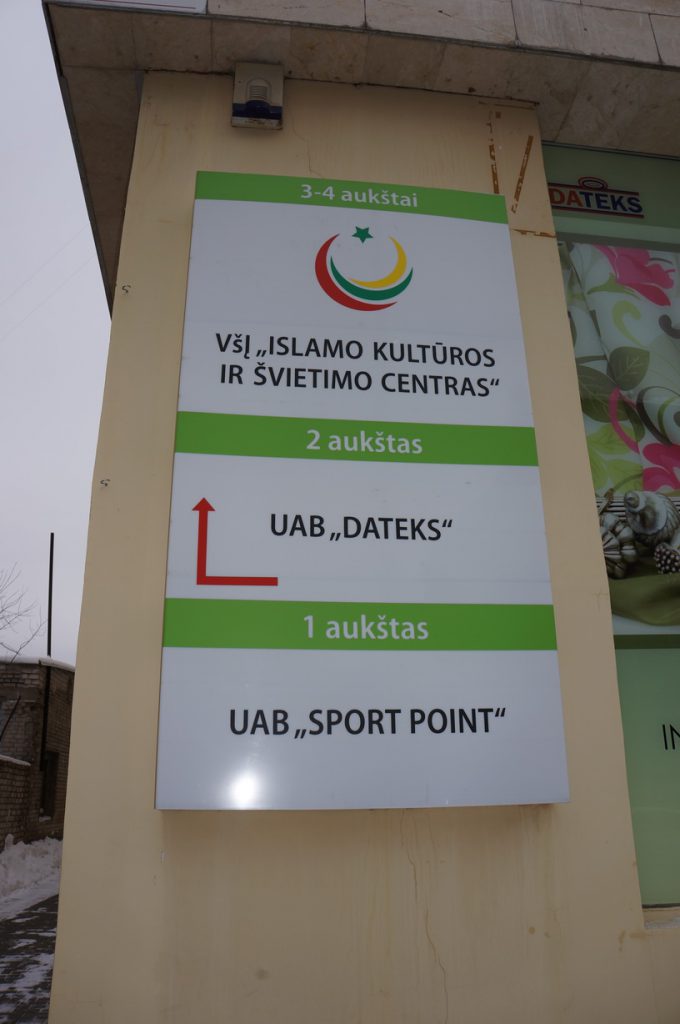 3-4 aukštai
VšĮ „ISLAMO KULTŪROS
IR ŠVIETIMO CENTRAS“
2 aukštas
UAB „DATEKS“
1 aukštas
UAB „SPORT POINT“
DATEKS